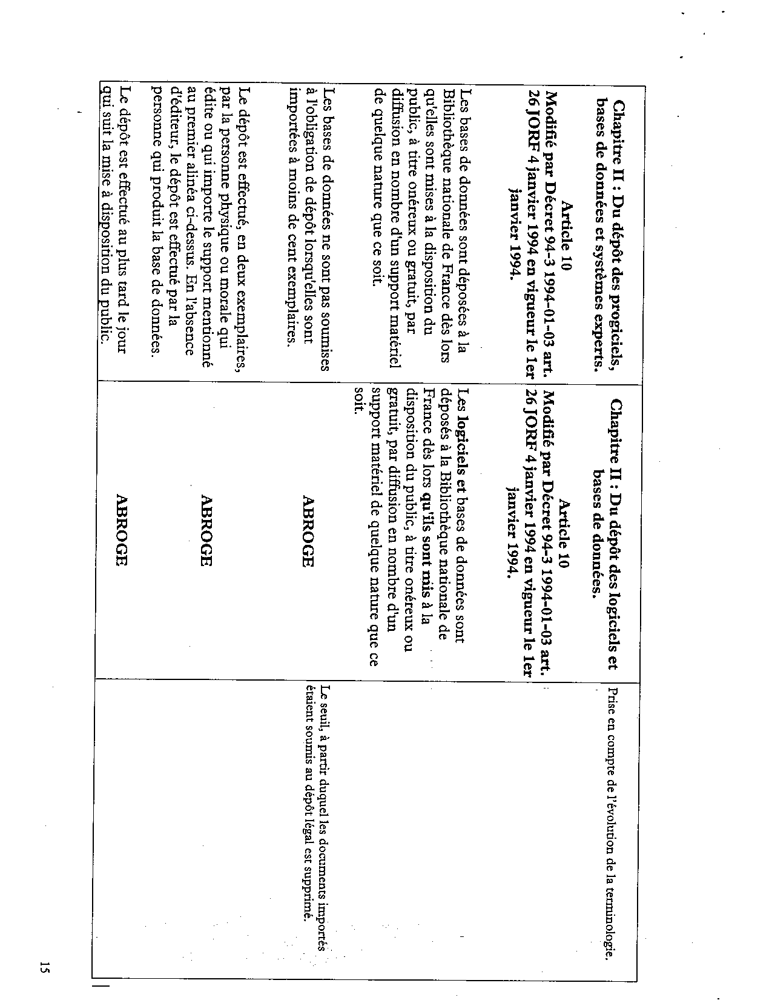 Chapitre II : Du dépôt des progiciels,
bases de données et systèmes experts.
Article 10
Modifié par Décret 94-3 1994-01-03 art.
26 JORF 4 janvier 1994 en vigueur le 1er
janvier 1994.
Les bases de données sont déposées à la
Bibliothèque nationale de France dès lors
qu'elles sont mises à la disposition du
public, à titre onéreux ou gratuit, par
diffusion en nombre d'un support matériel
de quelque nature que ce soit.
Les bases de données ne sont pas soumises
à l'obligation de dépôt lorsqu'elles sont
importées à moins de cent exemplaires.
Le dépôt est effectué, en deux exemplaires,
par la personne physique ou morale qui
édite ou qui importe le support mentionné
au premier alinéa ci-dessus. En l'absence
d'éditeur, le dépôt est effectué par la
personne qui produit la base de données.
Le dépôt est effectué au plus tard le jour
qui suit la mise à disposition du public.
Chapitre II : Du dépôt des logiciels et
bases de données.
Article 10
Modifié par Décret 94-3 1994-01-03 art.
26 JORF 4 janvier 1994 en vigueur le 1er
janvier 1994.
Les logiciels et bases de données sont
déposés à la Bibliothèque nationale de
France dès lors qu'ils sont mis à la
disposition du public, à titre onéreux ou
gratuit, par diffusion en nombre d'un
support matériel de quelque nature que ce
soit.
ABROGE
ABROGE
ABROGE
Prise en compte de l'évolution de la terminologie.
Le seuil, à partir duquel les documents importés
étaient soumis au dépôt légal est supprimé.
15